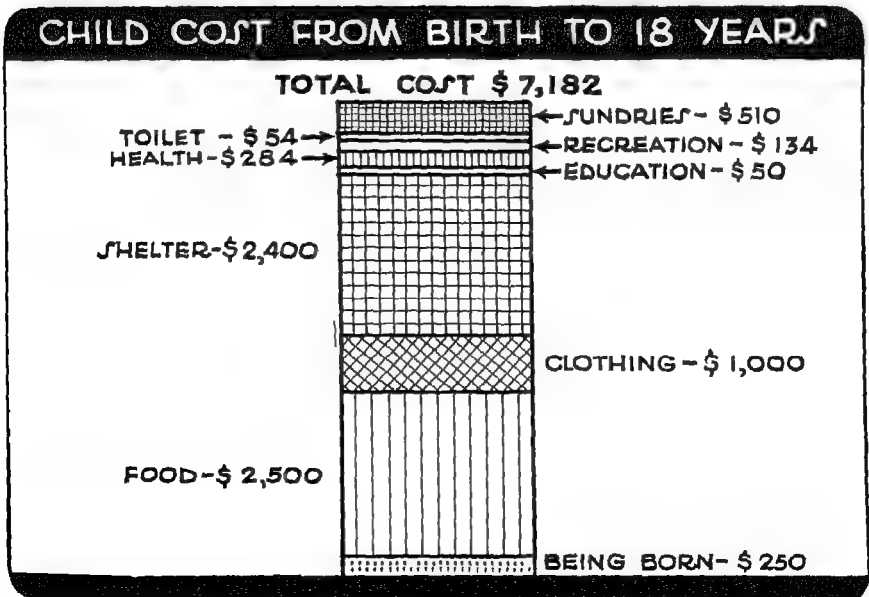 CHILD COST FROM BIRTH TO 18 YEARS
TOTAL COST $7,182
SUNDRIES-$510
TOILET-$54
RECREATION-$134
HEALTH-$284
EDUCATION-$50
SHELTER-$2,400
CLOTHING-$1,000
FOOD-$2,500
BEING BORN-$250